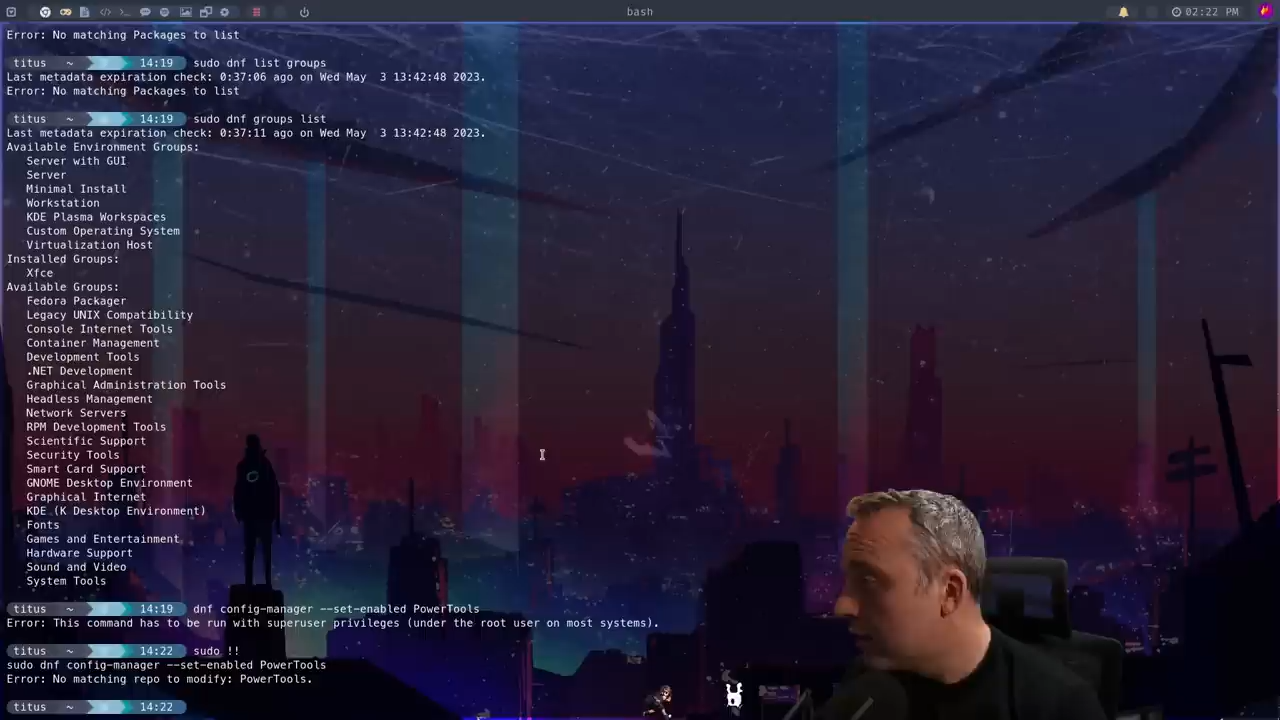 bash
02:22 PM
Error: No matching Packages to list
titus ~ 14:19 sudo dnf list groups
Last metadata expiration check: 0:37:06 ago on Wed May  3 13:42:48 2023.
Error: No matching Packages to list
titus ~ 14:19 sudo dnf groups list
Last metadata expiration check: 0:37:11 ago on Wed May  3 13:42:48 2023.
Available Environment Groups:
Server with GUI
Server
Minimal Install
Workstation
KDE Plasma Workspaces
Custom Operating System
Virtualization Host
Installed Groups:
Xfce
Available Groups:
Fedora Packager
Legacy UNIX Compatibility
Console Internet Tools
Container Management
Development Tools
.NET Development
Graphical Administration Tools
Headless Management
Network Servers
RPM Development Tools
Scientific Support
Security Tools
Smart Card Support
GNOME Desktop Environment
Graphical Internet
KDE (K Desktop Environment)
Fonts
Games and Entertainment
Hardware Support
Sound and Video
System Tools
titus ~ 14:19 dnf config-manager --set-enabled PowerTools
Error: This command has to be run with superuser privileges (under the root user on most systems).
titus ~ 14:22 sudo !!
sudo dnf config-manager --set-enabled PowerTools
Error: No matching repo to modify: PowerTools.
titus ~ 14:22